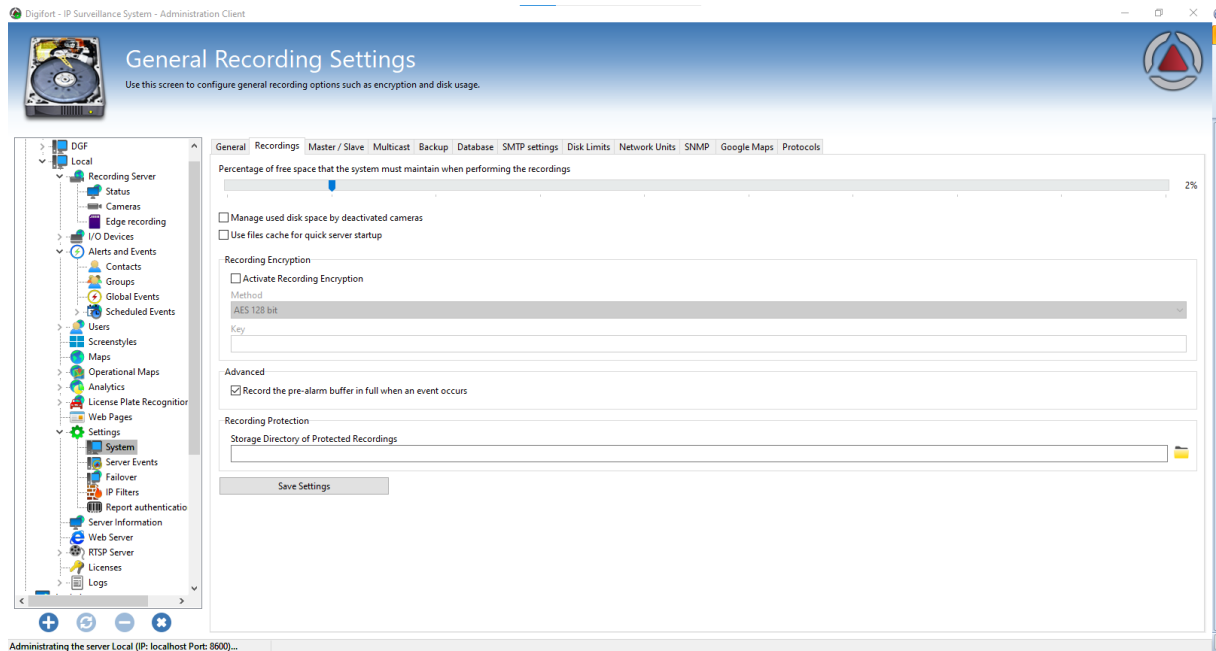 Digifort - IP Surveillance System - Administration Client
General Recording Settings
Use this screen to configure general recording options such as encryption and disk usage.
DGF
Local
Recording Server
Status
Cameras
Edge recording
I/O Devices
Alerts and Events
Contacts
Groups
Global Events
Scheduled Events
Users
Screenstyles
Maps
Operational Maps
Analytics
License Plate Recognition
Web Pages
Settings
System
Server Events
Failover
IP Filters
Report authenticatio
Server Information
Web Server
RTSP Server
Licenses
Logs
General Recordings Master / Slave Multicast Backup Database SMTP settings Disk Limits Network Units SNMP Google Maps Protocols
Percentage of free space that the system must maintain when performing the recordings
2%
Manage used disk space by deactivated cameras
Use files cache for quick server startup
Recording Encryption
Activate Recording Encryption
Method
AES 128 bit
Key
Advanced
Record the pre-alarm buffer in full when an event occurs
Recording Protection
Storage Directory of Protected Recordings
Save Settings
Administrating the server Local (IP: localhost Port: 8600)...